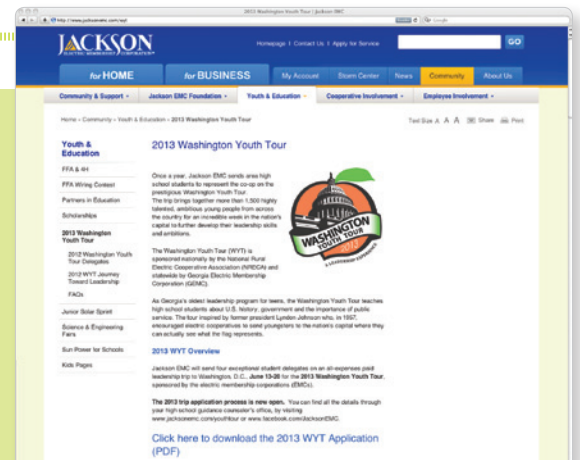 2013 Washington Youth Tour | Jackson EMC
http://www.jacksonemc.com/wyt
Google
JACKSON
ELECTRIC MEMBERSHIP CORPORATION
Homepage | Contact Us | Apply for Service
GO
for HOME
for BUSINESS
My Account
Storm Center
News
Community
About Us
Community & Support
Jackson EMC Foundation
Youth & Education
Cooperative Involvement
Employee Involvement
Home » Community » Youth & Education » 2013 Washington Youth Tour
Text Size A A A Share Print
Youth &
Education
FFA & 4H
FFA Wiring Contest
Partners in Education
Scholarships
2013 Washington
Youth Tour
2012 Washington Youth
Tour Delegates
2012 WYT Journey
Toward Leadership
FAQs
Junior Solar Sprint
Science & Engineering
Fairs
Sun Power for Schools
Kids Pages
2013 Washington Youth Tour
Once a year, Jackson EMC sends area high
school students to represent the co-op on the
prestigious Washington Youth Tour.
The trip brings together more than 1,500 highly
talented, ambitious young people from across
the country for an incredible week in the nation's
capital to further develop their leadership skills
and ambitions.
WASHINGTON
YOUTH TOUR
A LEADERSHIP EXPERIENCE
The Washington Youth Tour (WYT) is
sponsored nationally by the National Rural
Electric Cooperative Association (NRECA) and
statewide by Georgia Electric Membership
Corporation (GEMC).
As Georgia's oldest leadership program for teens, the Washington Youth Tour teaches
high school students about U.S. history, government and the importance of public
service. The tour inspired by former president Lyndon Johnson who, in 1957,
encouraged electric cooperatives to send youngsters to the nation's capital where they
can actually see what the flag represents.
2013 WYT Overview
Jackson EMC will send four exceptional student delegates on an all-expenses paid
leadership trip to Washington, D.C., June 13-20 for the 2013 Washington Youth Tour,
sponsored by the electric membership corporations (EMCs).
The 2013 trip application process is now open. You can find all the details through
your high school guidance counselor's office, by visiting
www.jacksonemc.com/youthtour or www.facebook.com/JacksonEMC.
Click here to download the 2013 WYT Application
(PDF)